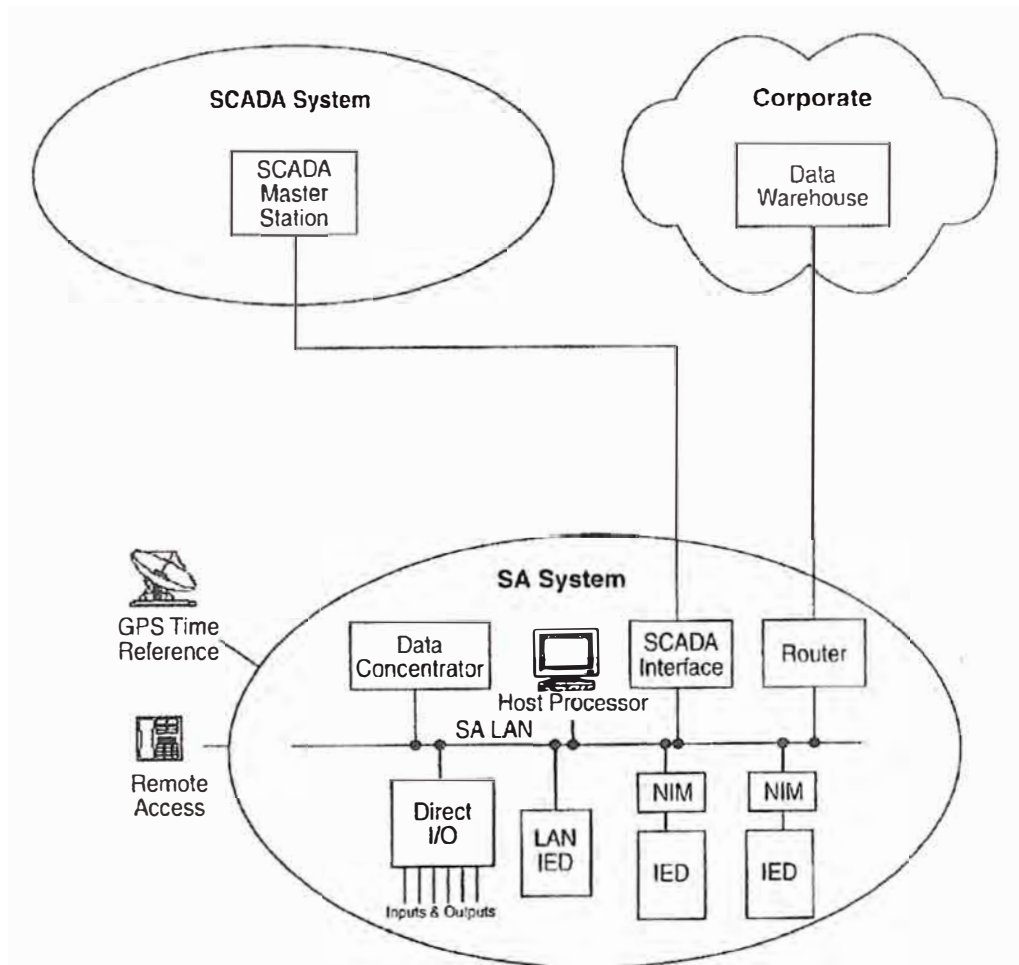 SCADA System
SCADA
Master
Station
Corporate
Data
Warehouse
GPS Time
Reference
Remote
Access
SA System
Data
Concentrator
Host Processor
SCADA
Interface
Router
SA LAN
Direct
I/O
Inputs & Outputs
LAN
IED
NIM
IED
NIM
IED